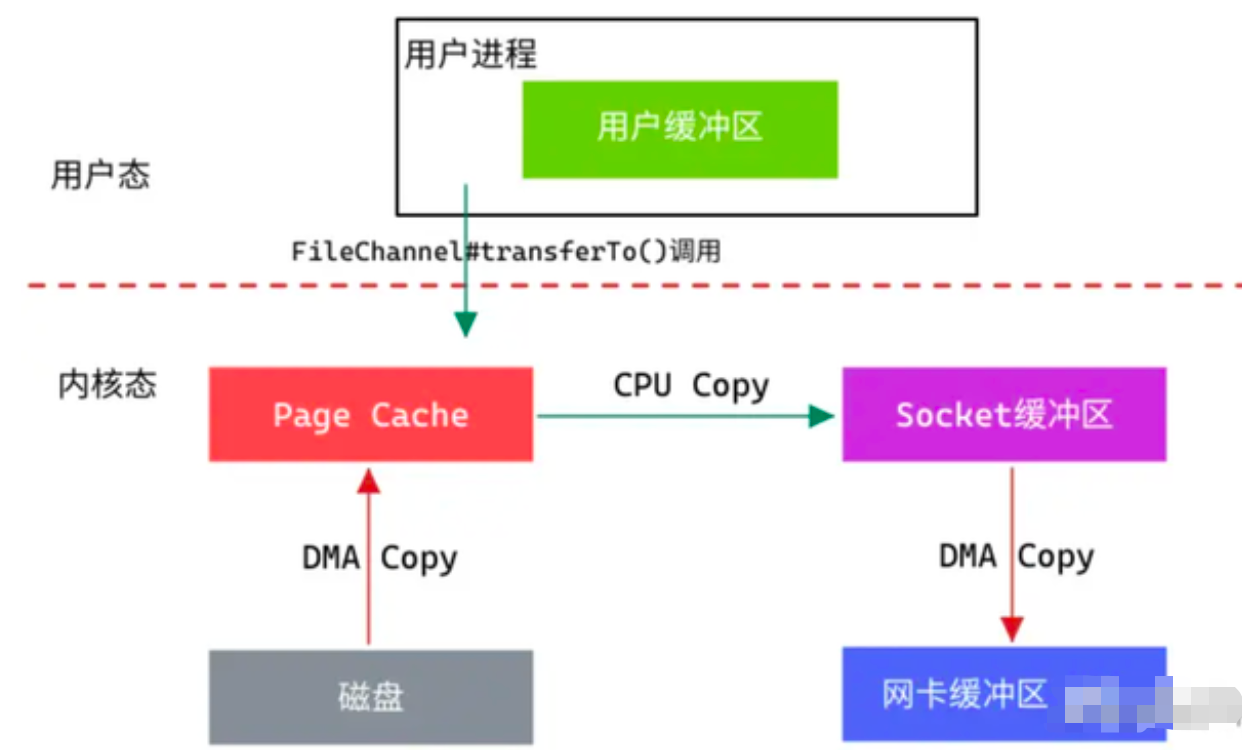 用户进程
用户缓冲区
用户态
FileChannel#transferTo()调用
内核态
Page Cache
CPU Copy
Socket缓冲区
DMA Copy
DMA Copy
磁盘
网卡缓冲区